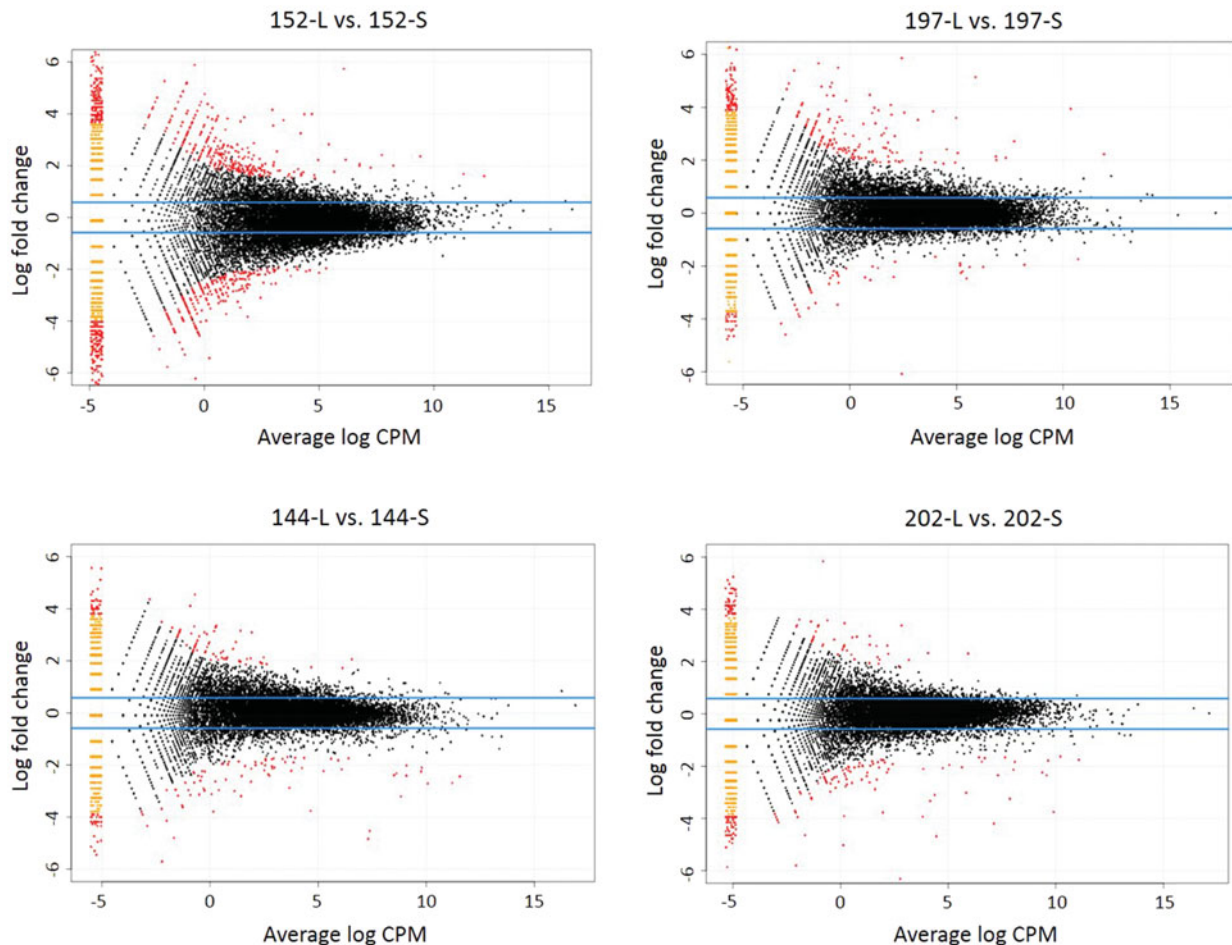 152-L vs. 152-S
Log fold change
6
4
2
0
-2
-4
-6
-5 0 5 10 15
Average log CPM
197-L vs. 197-S
Log fold change
6
4
2
0
-2
-4
-6
-5 0 5 10 15
Average log CPM
144-L vs. 144-S
Log fold change
6
4
2
0
-2
-4
-6
-5 0 5 10 15
Average log CPM
202-L vs. 202-S
Log fold change
6
4
2
0
-2
-4
-6
-5 0 5 10 15
Average log CPM